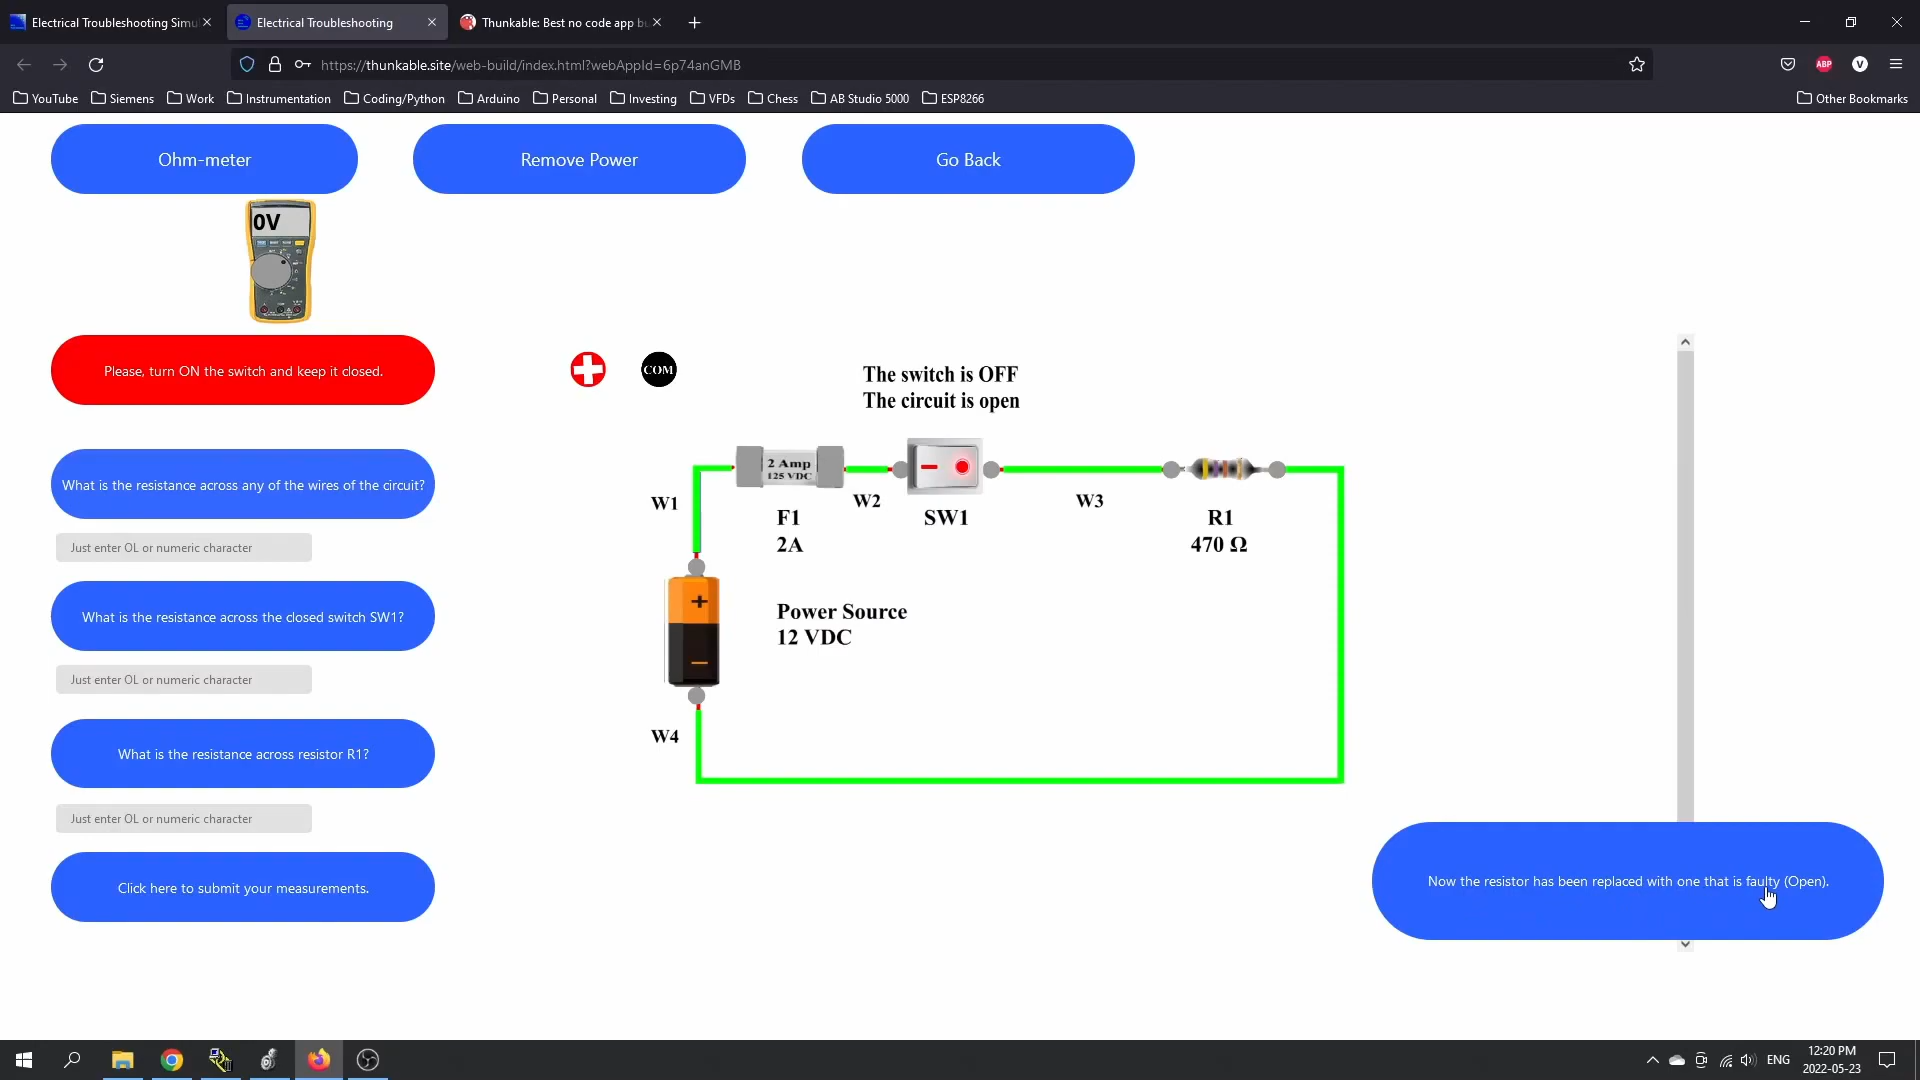 Electrical Troubleshooting Simu
Electrical Troubleshooting
Thunkable: Best no code app bu
https://thunkable.site/web-build/index.html?webAppId=6p74anGMB
ABP
V
YouTube
Siemens
Work
Instrumentation
Coding/Python
Arduino
Personal
Investing
VFDs
Chess
AB Studio 5000
ESP8266
Other Bookmarks
Ohm-meter
Remove Power
Go Back
0V
Please, turn ON the switch and keep it closed.
COM
The switch is OFF
The circuit is open
What is the resistance across any of the wires of the circuit?
Just enter OL or numeric character
What is the resistance across the closed switch SW1?
Just enter OL or numeric character
What is the resistance across resistor R1?
Just enter OL or numeric character
Click here to submit your measurements.
2 Amp
125 VDC
W1
W2
W3
F1
2A
SW1
R1
470 Ω
+
Power Source
12 VDC
−
W4
Now the resistor has been replaced with one that is faulty (Open).
ENG
12:20 PM
2022-05-23